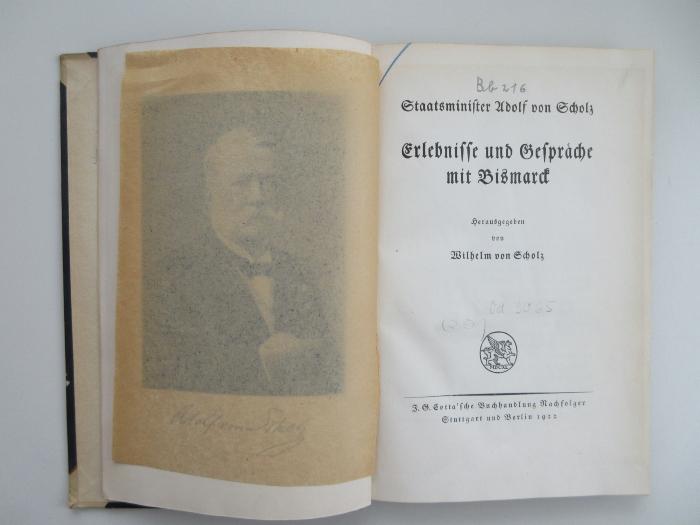 Bb 216
Staatsminister Adolf von Scholz
Erlebnisse und Gespräche
mit Bismarck
Herausgegeben
von
Wilhelm von Scholz
J. G. Cotta'sche Buchhandlung Nachfolger
Stuttgart und Berlin 1922